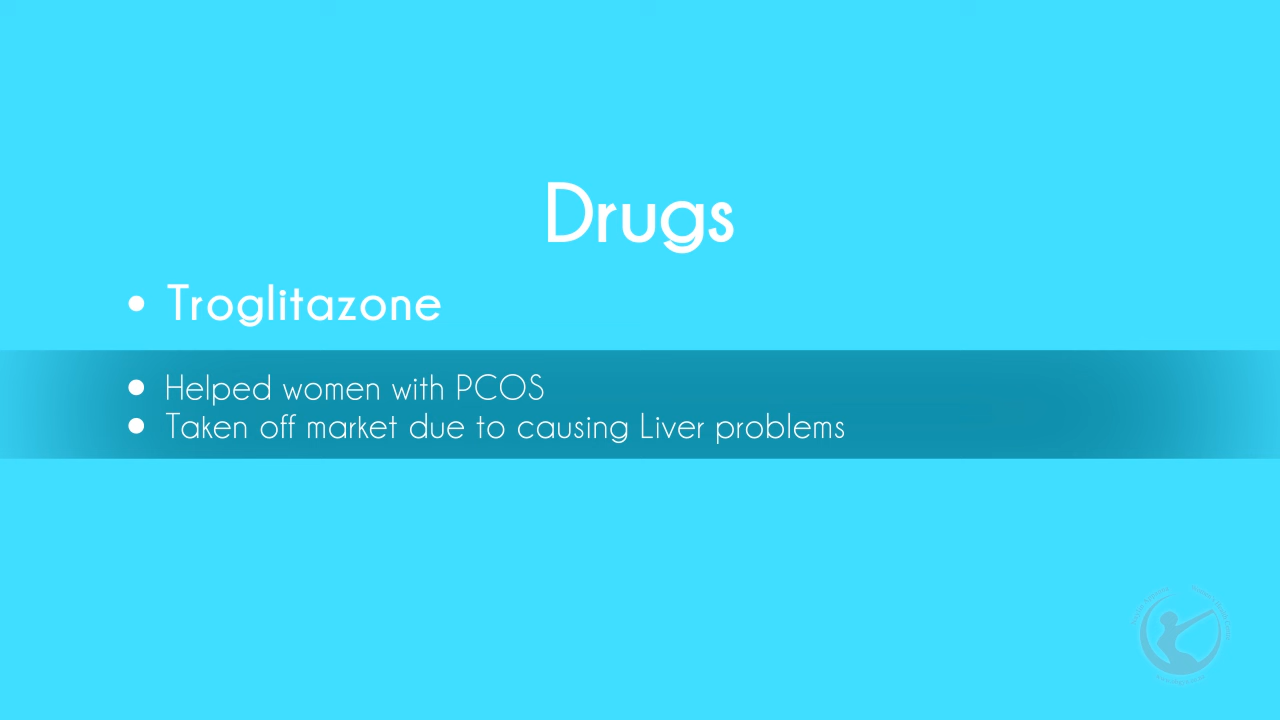 Drugs
• Troglitazone
• Helped women with PCOS
• Taken off market due to causing Liver problems